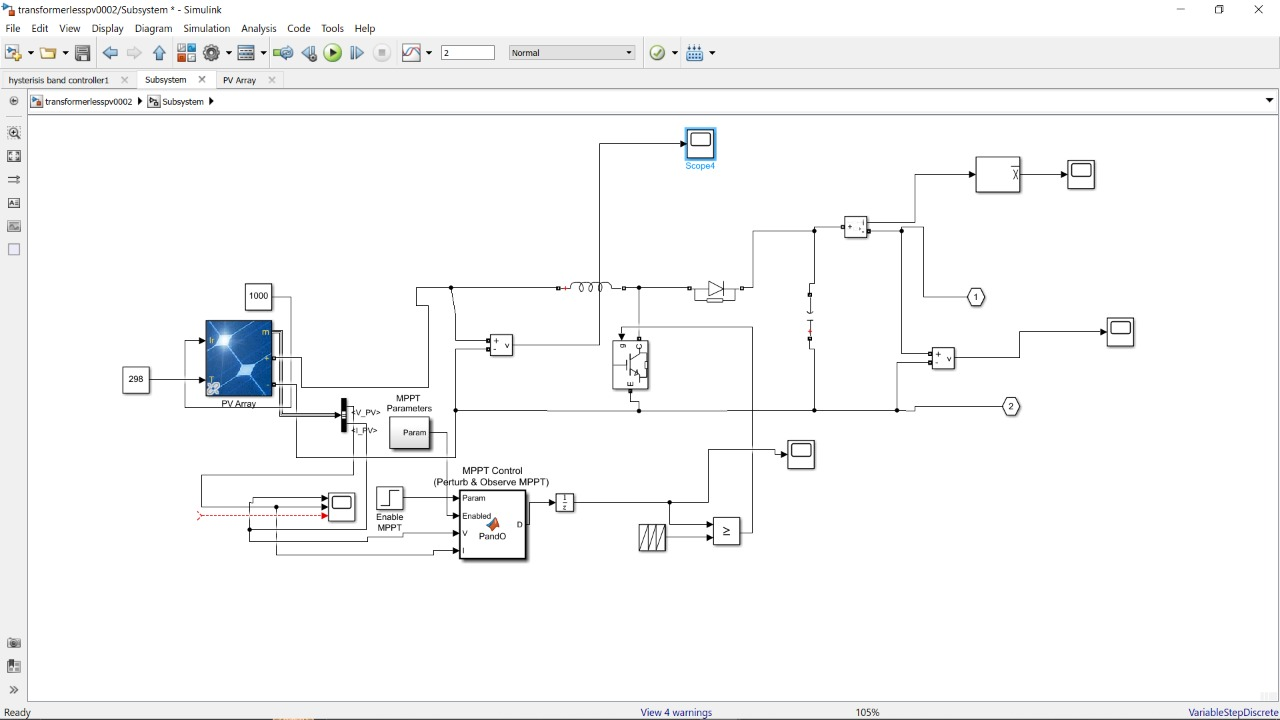 transformerlesspv0002/Subsystem * - Simulink
File Edit View Display Diagram Simulation Analysis Code Tools Help
2
Normal
hysterisis band controller1
Subsystem
PV Array
transformerlesspv0002
Subsystem
Scope4
x
i
+
-
1000
1
Ir
m
+
-
v
g
C
E
+
-
v
298
T
PV Array
<V_PV>
<I_PV>
MPPT
Parameters
Param
2
MPPT Control
(Perturb & Observe MPPT)
Enable
MPPT
Param
Enabled
V
I
D
PandO
1
z
≥
Ready
View 4 warnings
105%
VariableStepDiscrete